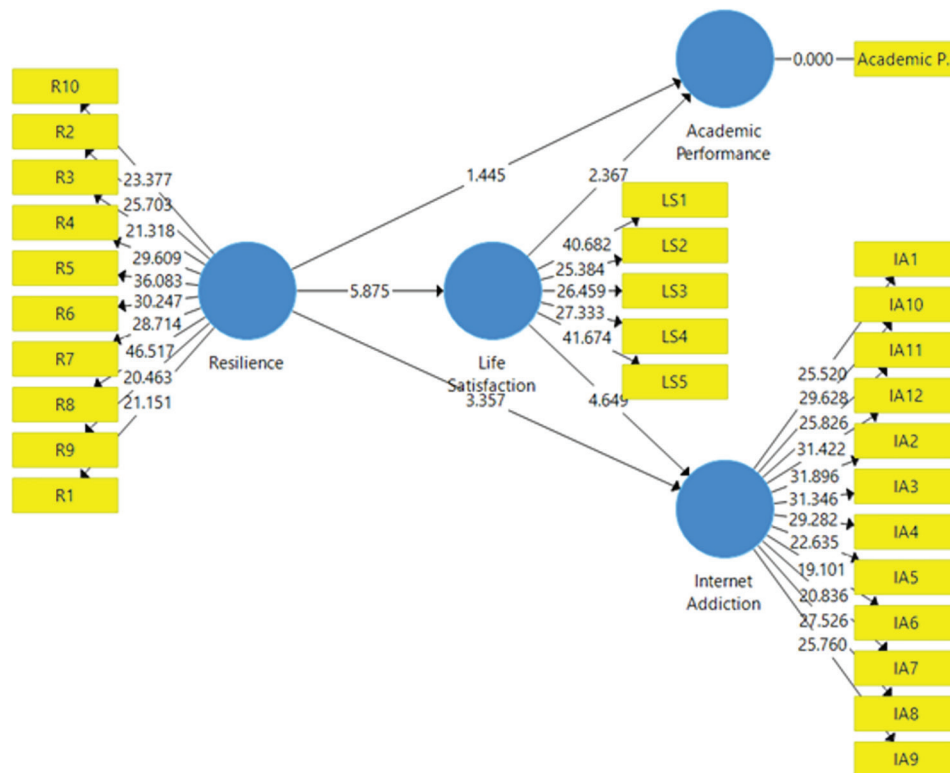 R10
R2
R3
R4
R5
R6
R7
R8
R9
R1
23.377
25.703
21.318
29.609
36.083
30.247
28.714
46.517
20.463
21.151
Resilience
1.445
5.875
3.357
Life
Satisfaction
2.367
4.649
40.682
25.384
26.459
27.333
41.674
LS1
LS2
LS3
LS4
LS5
Academic
Performance
0.000
Academic P.
Internet
Addiction
25.520
29.628
25.826
31.422
31.896
31.346
29.282
22.635
19.101
20.836
27.526
25.760
IA1
IA10
IA11
IA12
IA2
IA3
IA4
IA5
IA6
IA7
IA8
IA9